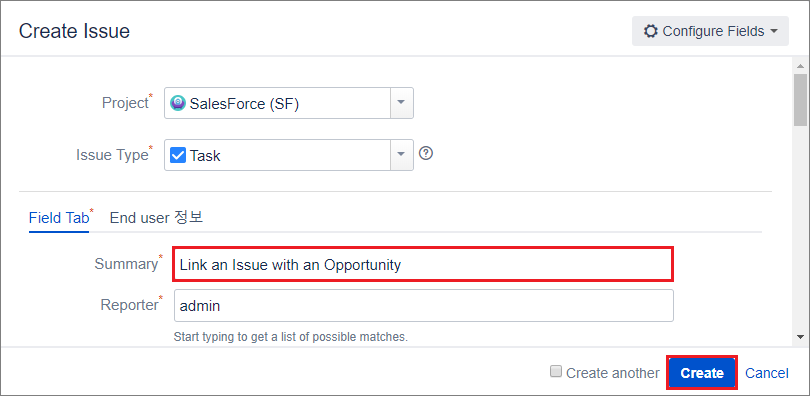 Create Issue
Configure Fields
Project*
SalesForce (SF)
Issue Type*
Task
Field Tab*
End user 정보
Summary*
Link an Issue with an Opportunity
Reporter*
admin
Start typing to get a list of possible matches.
Create another
Create
Cancel